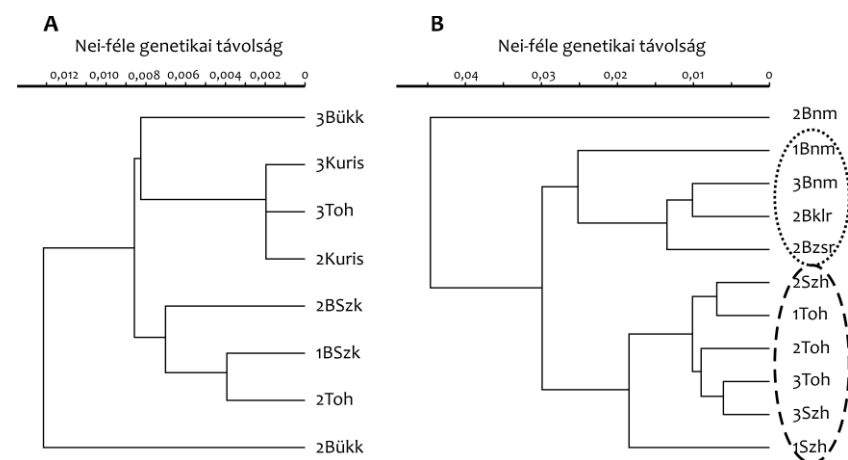 A
Nei-féle genetikai távolság
0,012 0,010 0,008 0,006 0,004 0,002 0
3Bükk
3Kuris
3Toh
2Kuris
2BSzk
1BSzk
2Toh
2Bükk
B
Nei-féle genetikai távolság
0,04 0,03 0,02 0,01 0
2Bnm
1Bnm
3Bnm
2Bklr
2Bzsr
2Szh
1Toh
2Toh
3Toh
3Szh
1Szh